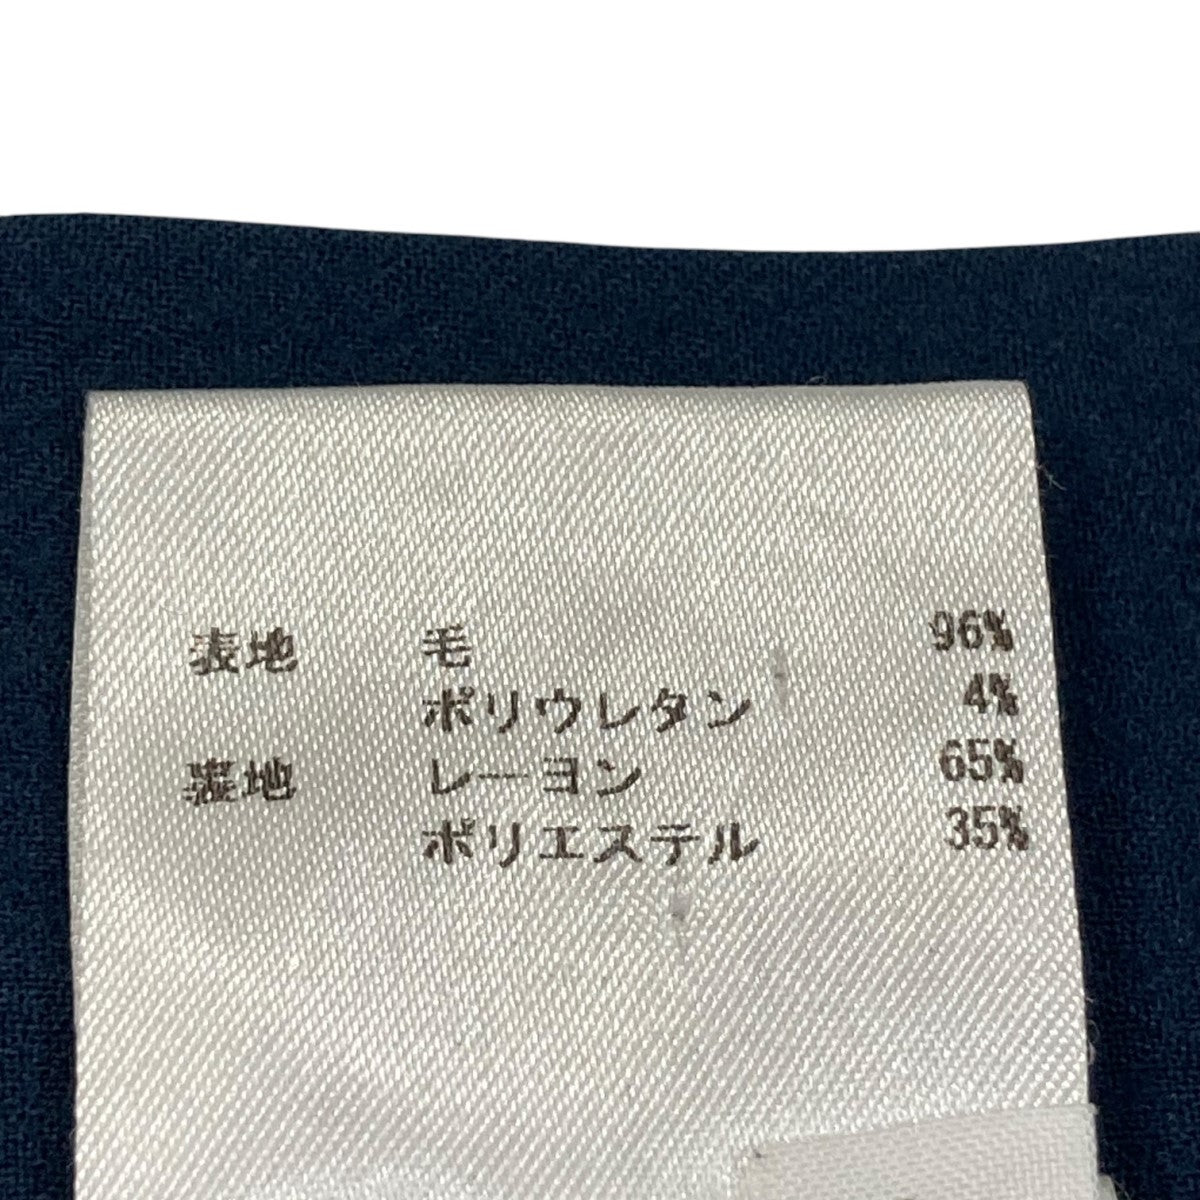 表地 毛 96%
ポリウレタン 4%
裏地 レーヨン 65%
ポリエステル 35%